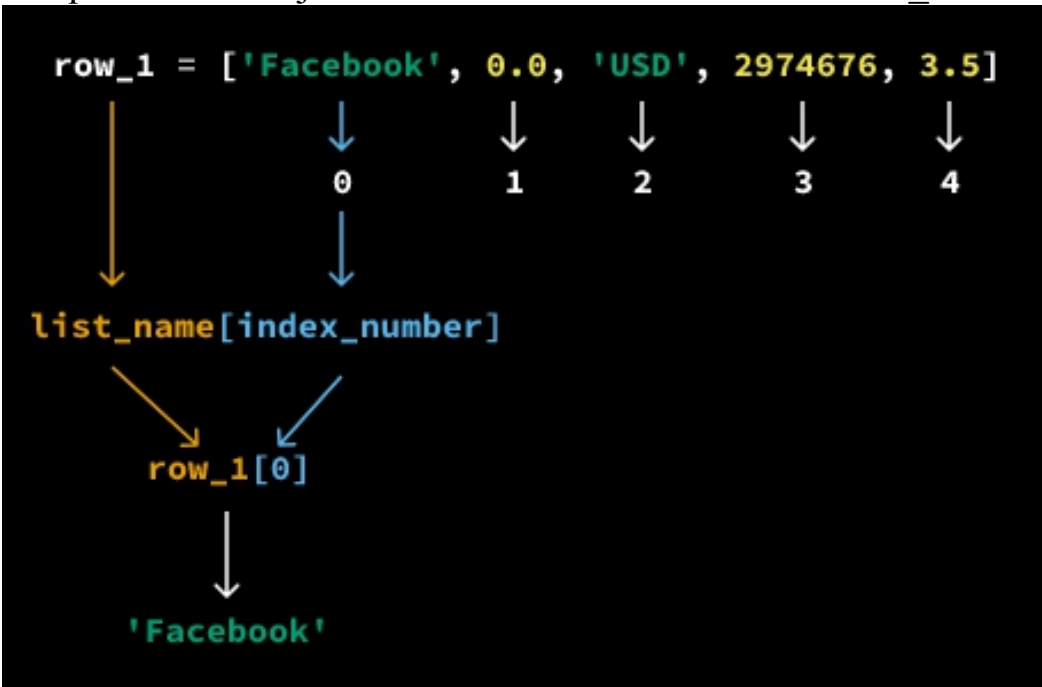 row_1 = ['Facebook', 0.0, 'USD', 2974676, 3.5]
0 1 2 3 4
list_name[index_number]
row_1[0]
'Facebook'